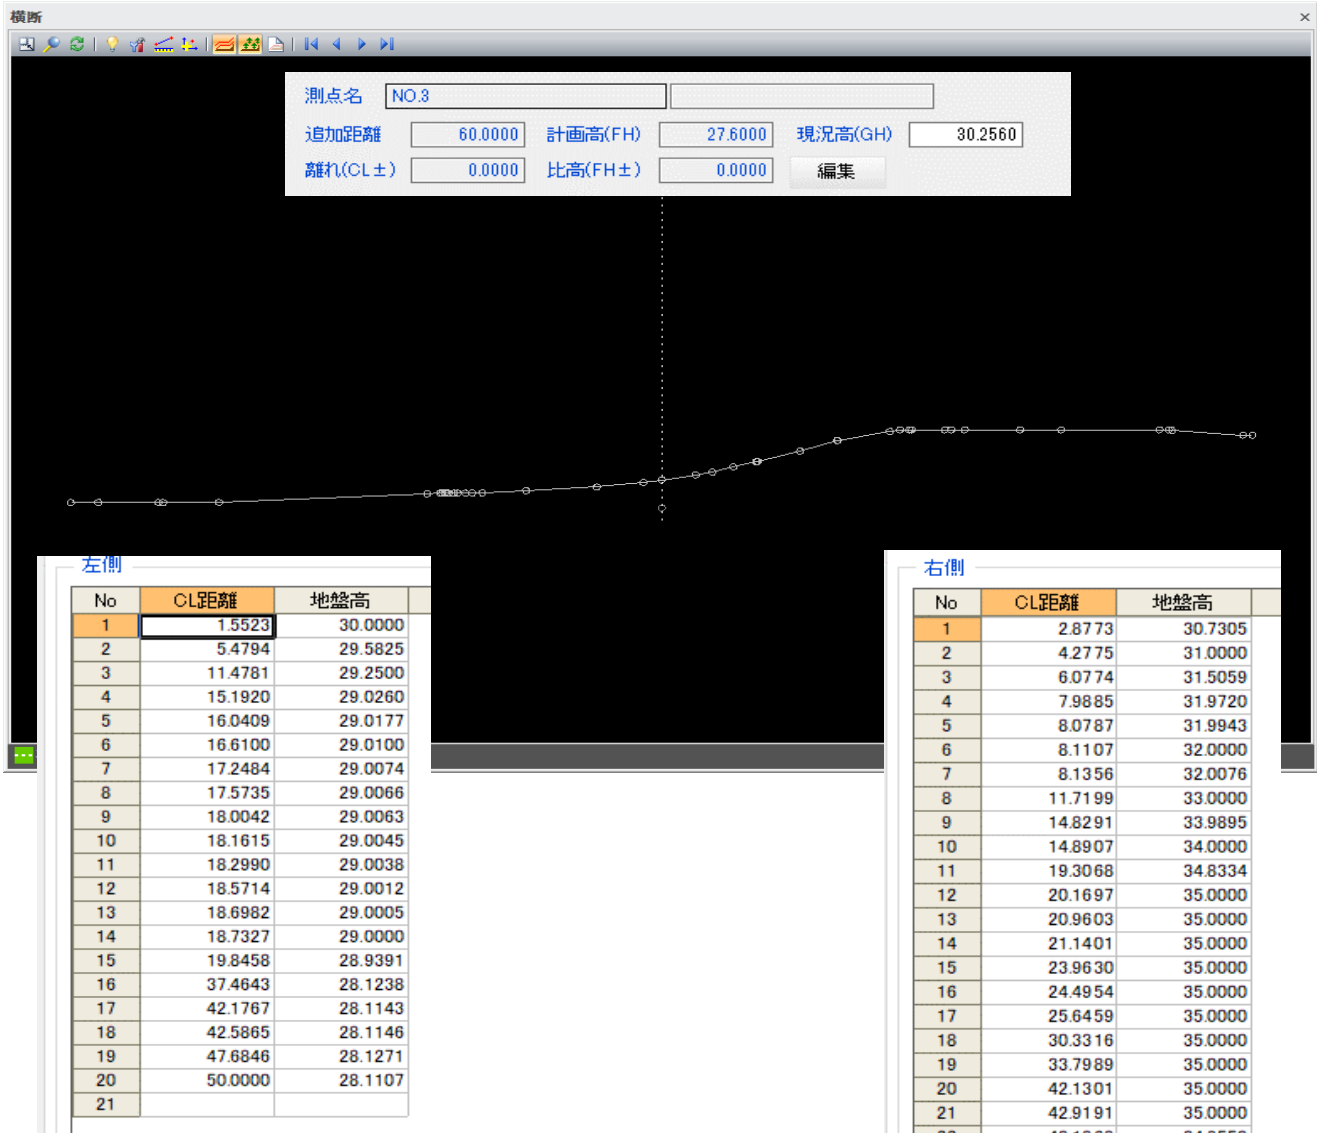 横断
測点名 NO.3
追加距離 60.0000 計画高(FH) 27.6000 現況高(GH) 30.2560
離れ(CL±) 0.0000 比高(FH±) 0.0000 編集
左側
No CL距離 地盤高
1 1.5523 30.0000
2 5.4794 29.5825
3 11.4781 29.2500
4 15.1920 29.0260
5 16.0409 29.0177
6 16.6100 29.0100
7 17.2484 29.0074
8 17.5735 29.0066
9 18.0042 29.0063
10 18.1615 29.0045
11 18.2990 29.0038
12 18.5714 29.0012
13 18.6982 29.0005
14 18.7327 29.0000
15 19.8458 28.9391
16 37.4643 28.1238
17 42.1767 28.1143
18 42.5865 28.1146
19 47.6846 28.1271
20 50.0000 28.1107
21
右側
No CL距離 地盤高
1 2.8773 30.7305
2 4.2775 31.0000
3 6.0774 31.5059
4 7.9885 31.9720
5 8.0787 31.9943
6 8.1107 32.0000
7 8.1356 32.0076
8 11.7199 33.0000
9 14.8291 33.9895
10 14.8907 34.0000
11 19.3068 34.8334
12 20.1697 35.0000
13 20.9603 35.0000
14 21.1401 35.0000
15 23.9630 35.0000
16 24.4954 35.0000
17 25.6459 35.0000
18 30.3316 35.0000
19 33.7989 35.0000
20 42.1301 35.0000
21 42.9191 35.0000